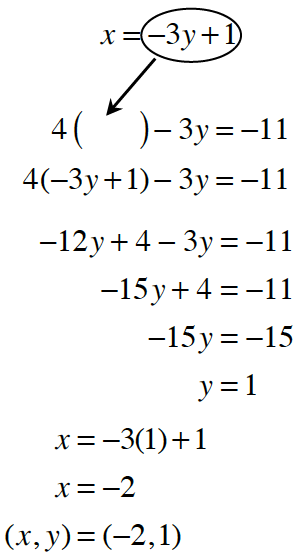 x = −3y + 1
4(    ) − 3y = −11
4(−3y + 1) − 3y = −11
−12y + 4 − 3y = −11
−15y + 4 = −11
−15y = −15
y = 1
x = −3(1) + 1
x = −2
(x, y) = (−2, 1)